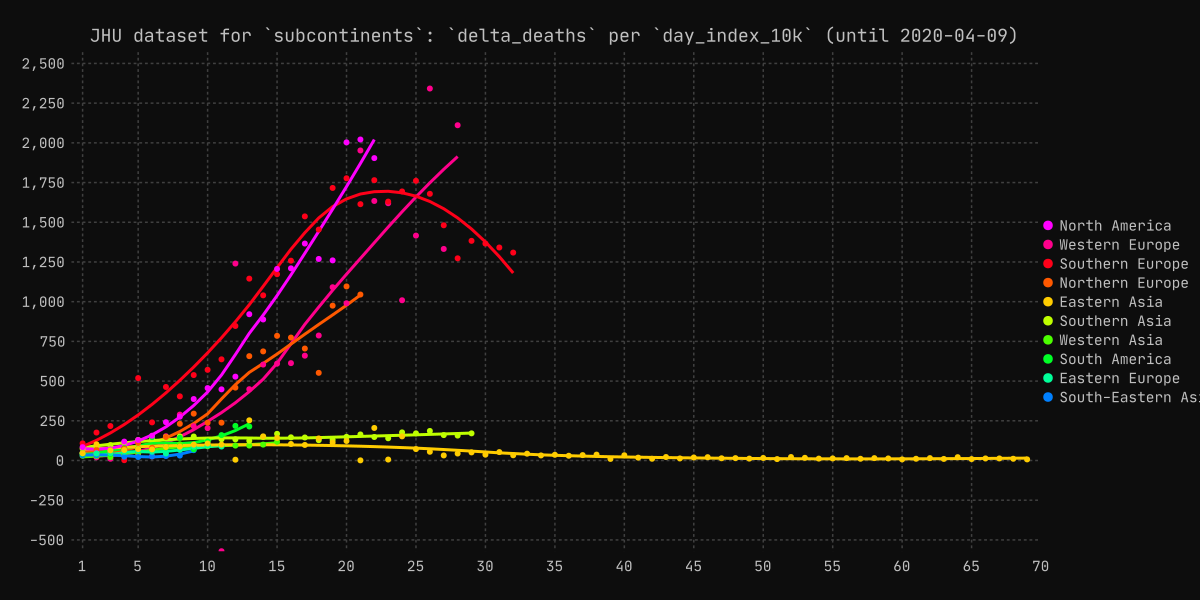 JHU dataset for `subcontinents`: `delta_deaths` per `day_index_10k` (until 2020-04-09)
2,500
2,250
2,000
1,750
1,500
1,250
1,000
750
500
250
0
−250
−500
1 5 10 15 20 25 30 35 40 45 50 55 60 65 70
North America
Western Europe
Southern Europe
Northern Europe
Eastern Asia
Southern Asia
Western Asia
South America
Eastern Europe
South-Eastern Asi